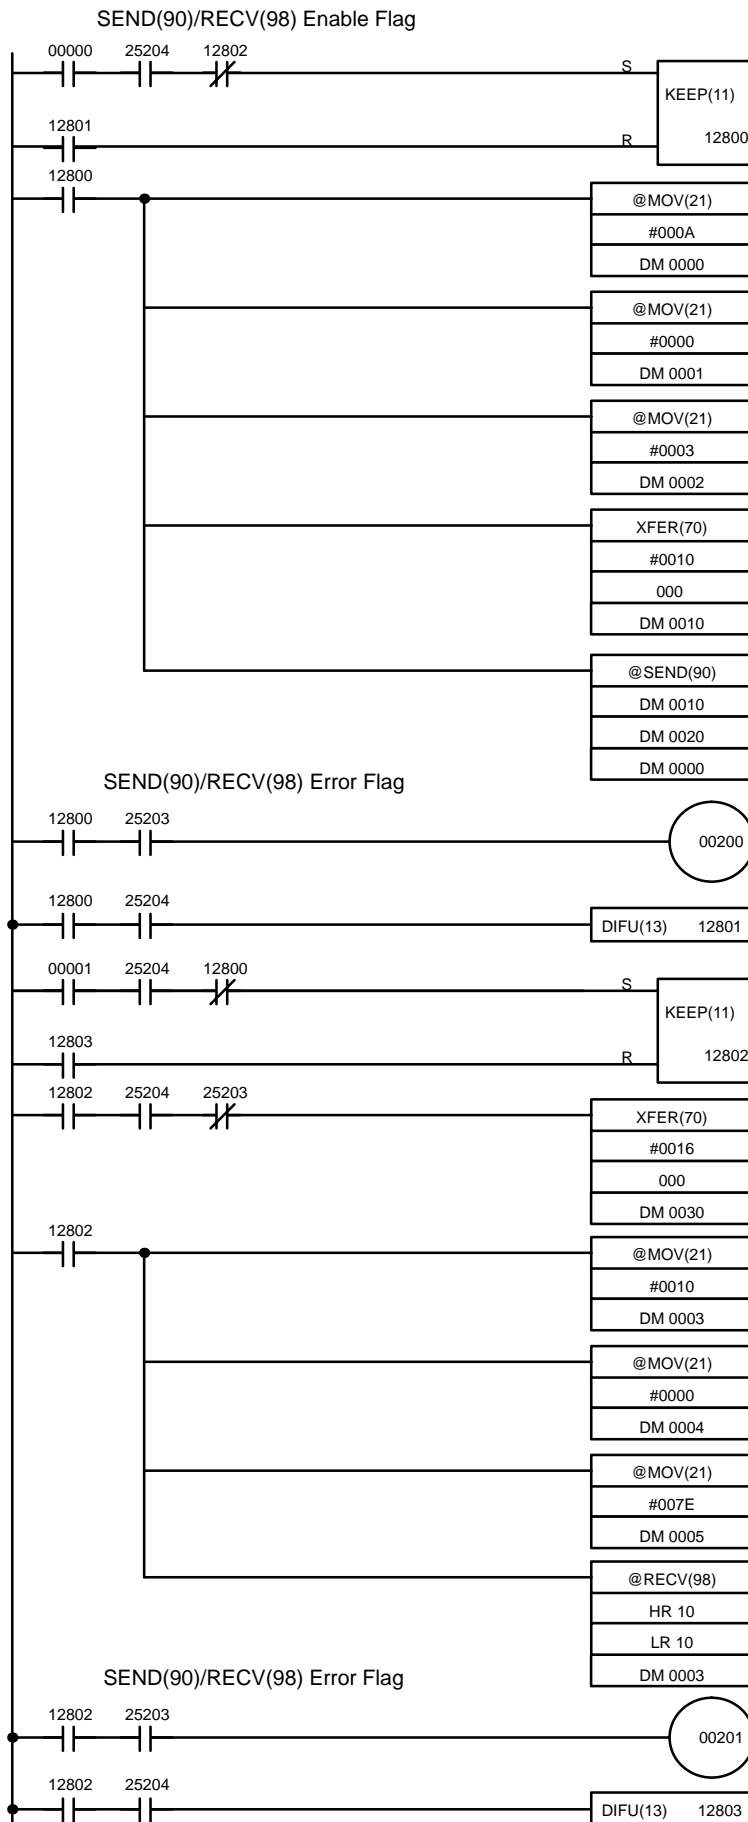 SEND(90)/RECV(98) Enable Flag
00000 25204 12802
S
KEEP(11)
12801
R
12800
12800
@MOV(21)
#000A
DM 0000
@MOV(21)
#0000
DM 0001
@MOV(21)
#0003
DM 0002
XFER(70)
#0010
000
DM 0010
@SEND(90)
DM 0010
DM 0020
DM 0000
SEND(90)/RECV(98) Error Flag
12800 25203
00200
12800 25204
DIFU(13) 12801
00001 25204 12800
S
KEEP(11)
12803
R
12802
12802 25204 25203
XFER(70)
#0016
000
DM 0030
12802
@MOV(21)
#0010
DM 0003
@MOV(21)
#0000
DM 0004
@MOV(21)
#007E
DM 0005
@RECV(98)
HR 10
LR 10
DM 0003
SEND(90)/RECV(98) Error Flag
12802 25203
00201
12802 25204
DIFU(13) 12803